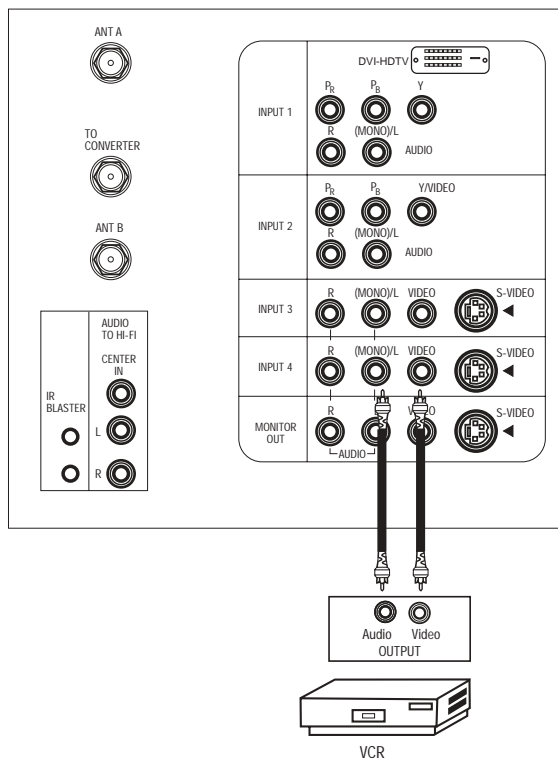 ANT A
TO
CONVERTER
ANT B
AUDIO
TO HI-FI
CENTER
IN
IR
BLASTER
L
R
DVI-HDTV
PR PB Y
INPUT 1
R (MONO)/L AUDIO
PR PB Y/VIDEO
INPUT 2
R (MONO)/L AUDIO
INPUT 3 R (MONO)/L VIDEO S-VIDEO
INPUT 4 R (MONO)/L VIDEO S-VIDEO
MONITOR
OUT
R S-VIDEO
AUDIO
Audio Video
OUTPUT
VCR